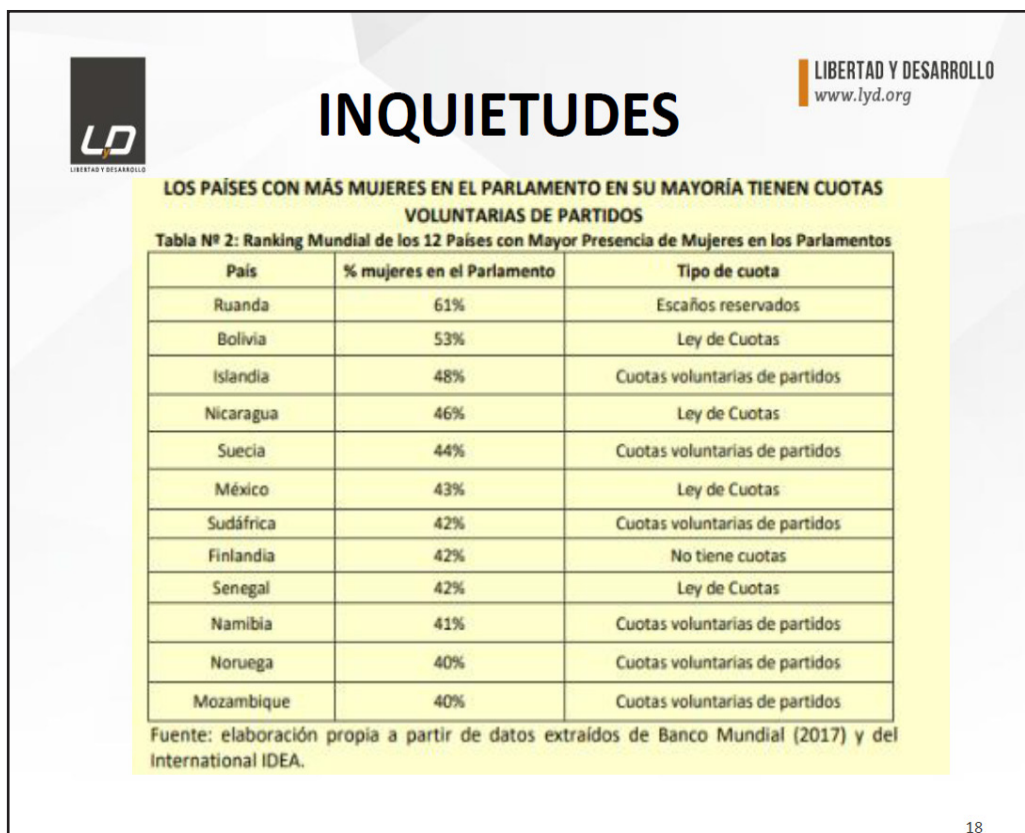 LyD
LIBERTAD Y DESARROLLO
INQUIETUDES
LIBERTAD Y DESARROLLO
www.lyd.org
LOS PAÍSES CON MÁS MUJERES EN EL PARLAMENTO EN SU MAYORÍA TIENEN CUOTAS
VOLUNTARIAS DE PARTIDOS
Tabla Nº 2: Ranking Mundial de los 12 Países con Mayor Presencia de Mujeres en los Parlamentos
País % mujeres en el Parlamento Tipo de cuota
Ruanda 61% Escaños reservados
Bolivia 53% Ley de Cuotas
Islandia 48% Cuotas voluntarias de partidos
Nicaragua 46% Ley de Cuotas
Suecia 44% Cuotas voluntarias de partidos
México 43% Ley de Cuotas
Sudáfrica 42% Cuotas voluntarias de partidos
Finlandia 42% No tiene cuotas
Senegal 42% Ley de Cuotas
Namibia 41% Cuotas voluntarias de partidos
Noruega 40% Cuotas voluntarias de partidos
Mozambique 40% Cuotas voluntarias de partidos
Fuente: elaboración propia a partir de datos extraídos de Banco Mundial (2017) y del
International IDEA.
18